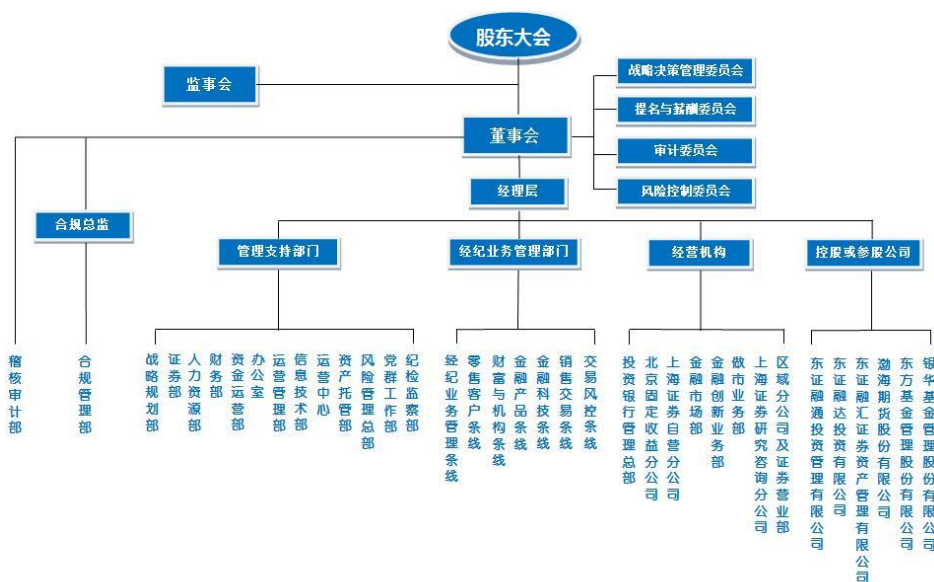 股东大会
监事会
战略决策管理委员会
提名与薪酬委员会
董事会
审计委员会
经理层
风险控制委员会
合规总监
管理支持部门
经纪业务管理部门
经营机构
控股或参股公司
稽核审计部
合规管理部
战略规划部
证券部
人力资源部
财务部
资金运营部
办公室
运营管理部
信息技术部
运营中心
资产托管部
风险管理总部
党群工作部
纪检监察部
经纪业务管理条线
零售客户条线
财富与机构条线
金融产品条线
金融科技条线
销售交易条线
交易风控条线
投资银行管理总部
北京固定收益分公司
上海证券自营分公司
金融市场部
金融创新业务部
做市业务部
上海证券研究咨询分公司
区域分公司及证券营业部
东证融通投资管理有限公司
东证融达投资有限公司
东证融汇证券资产管理有限公司
渤海期货股份有限公司
东方基金管理股份有限公司
银华基金管理股份有限公司